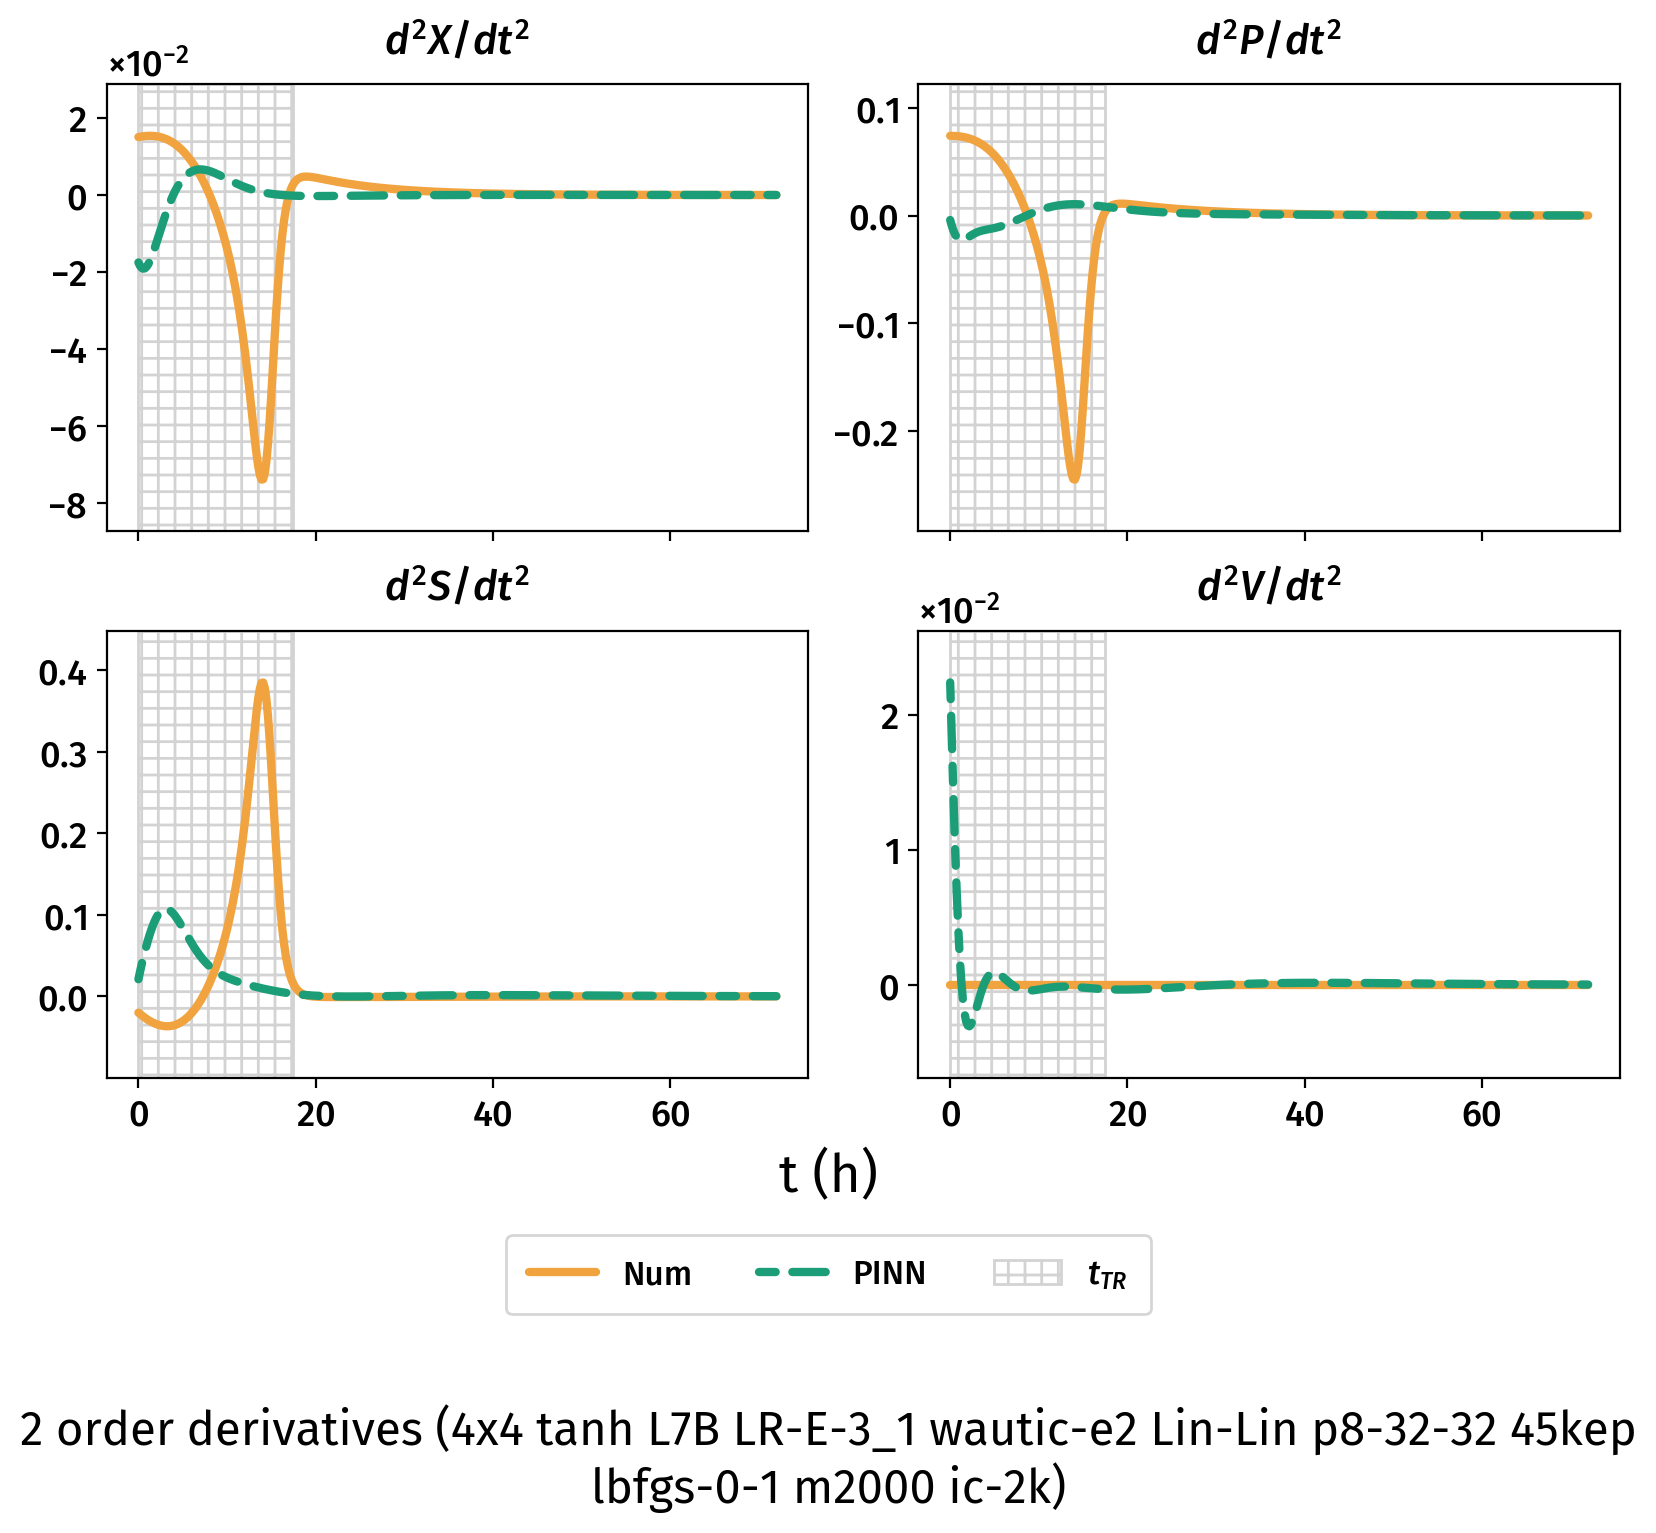 d²X/dt²
d²P/dt²
×10⁻²
2
0
−2
−4
−6
−8
0.1
0.0
−0.1
−0.2
d²S/dt²
d²V/dt²
×10⁻²
0.4
0.3
0.2
0.1
0.0
2
1
0
0 20 40 60
0 20 40 60
t (h)
Num PINN t_TR
2 order derivatives (4x4 tanh L7B LR-E-3_1 wautic-e2 Lin-Lin p8-32-32 45kep
lbfgs-0-1 m2000 ic-2k)